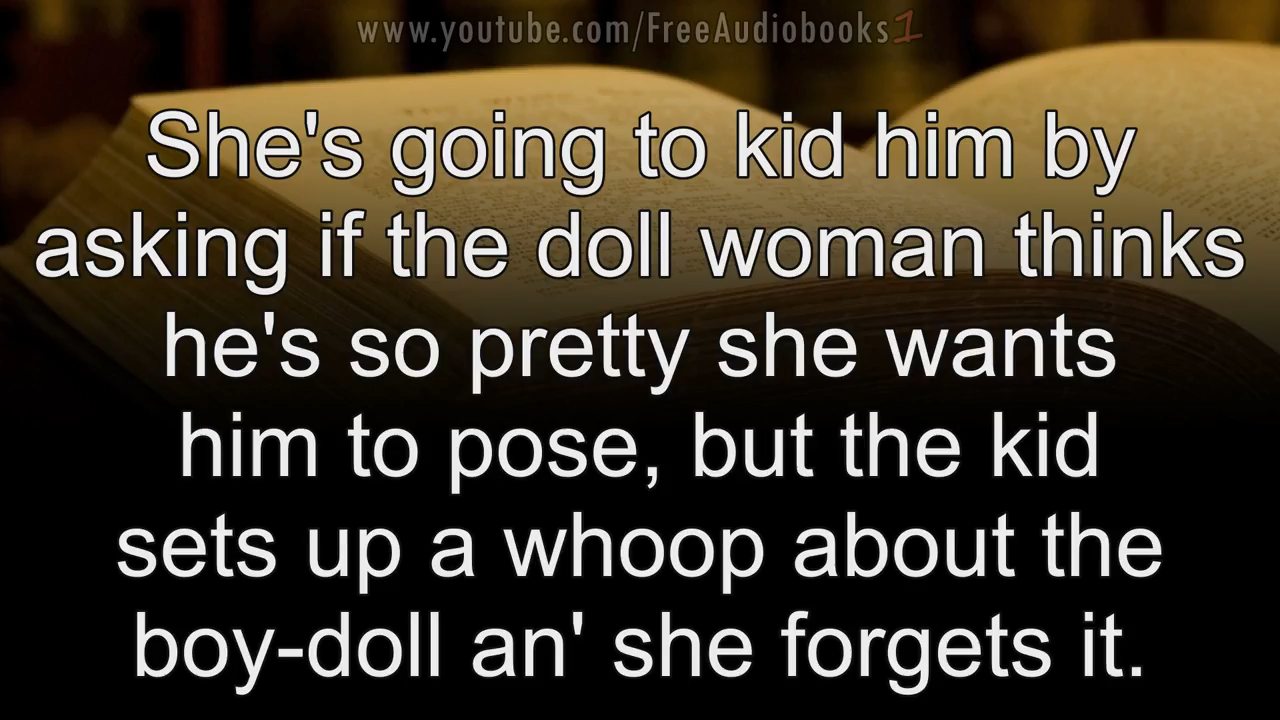 www.youtube.com/FreeAudiobooks1
She's going to kid him by
asking if the doll woman thinks
he's so pretty she wants
him to pose, but the kid
sets up a whoop about the
boy-doll an' she forgets it.